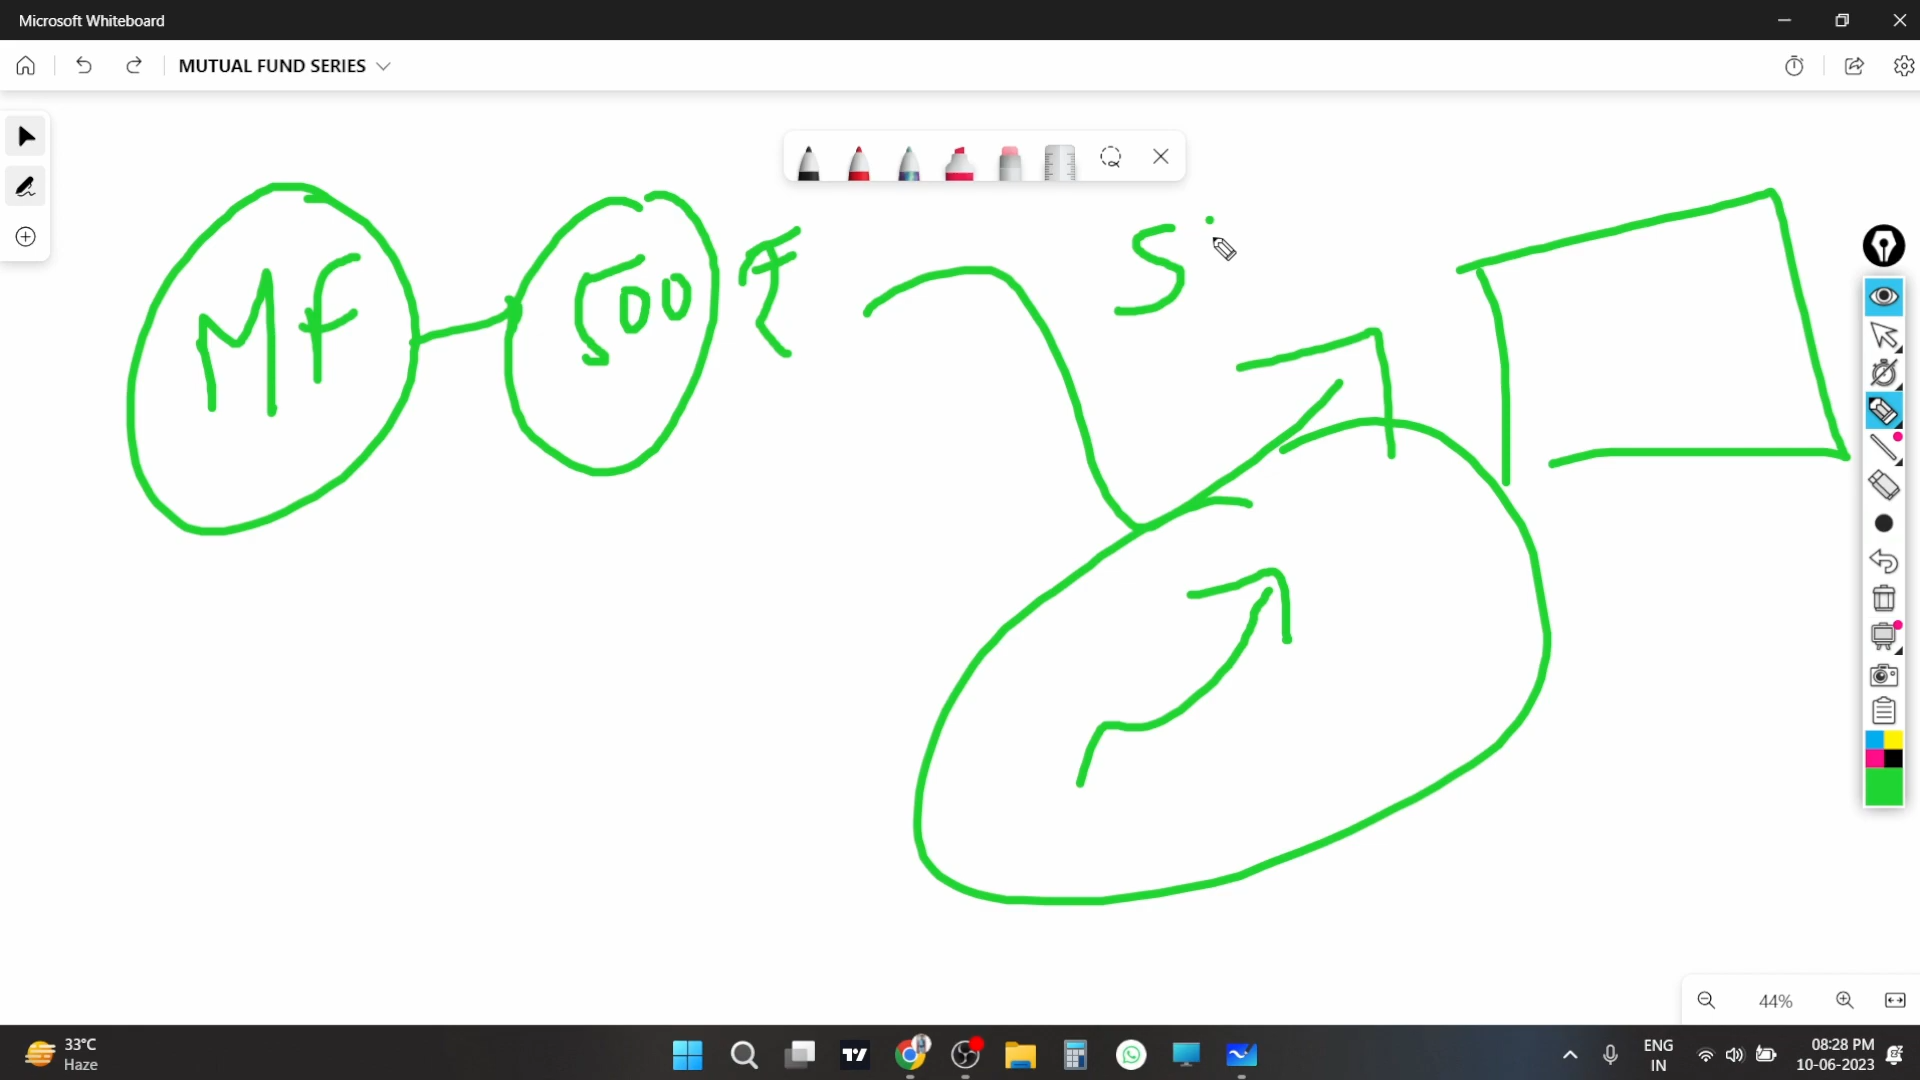 Microsoft Whiteboard
MUTUAL FUND SERIES
MF 500 ₹ S
44%
33°C
Haze
ENG
IN
08:28 PM
10-06-2023